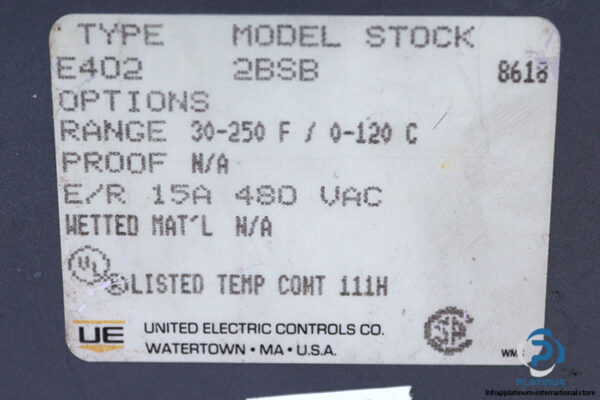 TYPE MODEL STOCK
E402 2BSB 8618
OPTIONS
RANGE 30-250 F / 0-120 C
PROOF N/A
E/R 15A 480 VAC
WETTED MAT'L N/A
UL
LISTED TEMP CONT 111H
UE UNITED ELECTRIC CONTROLS CO.
WATERTOWN • MA • U.S.A.
PLATINUM
info@platinum-international.store